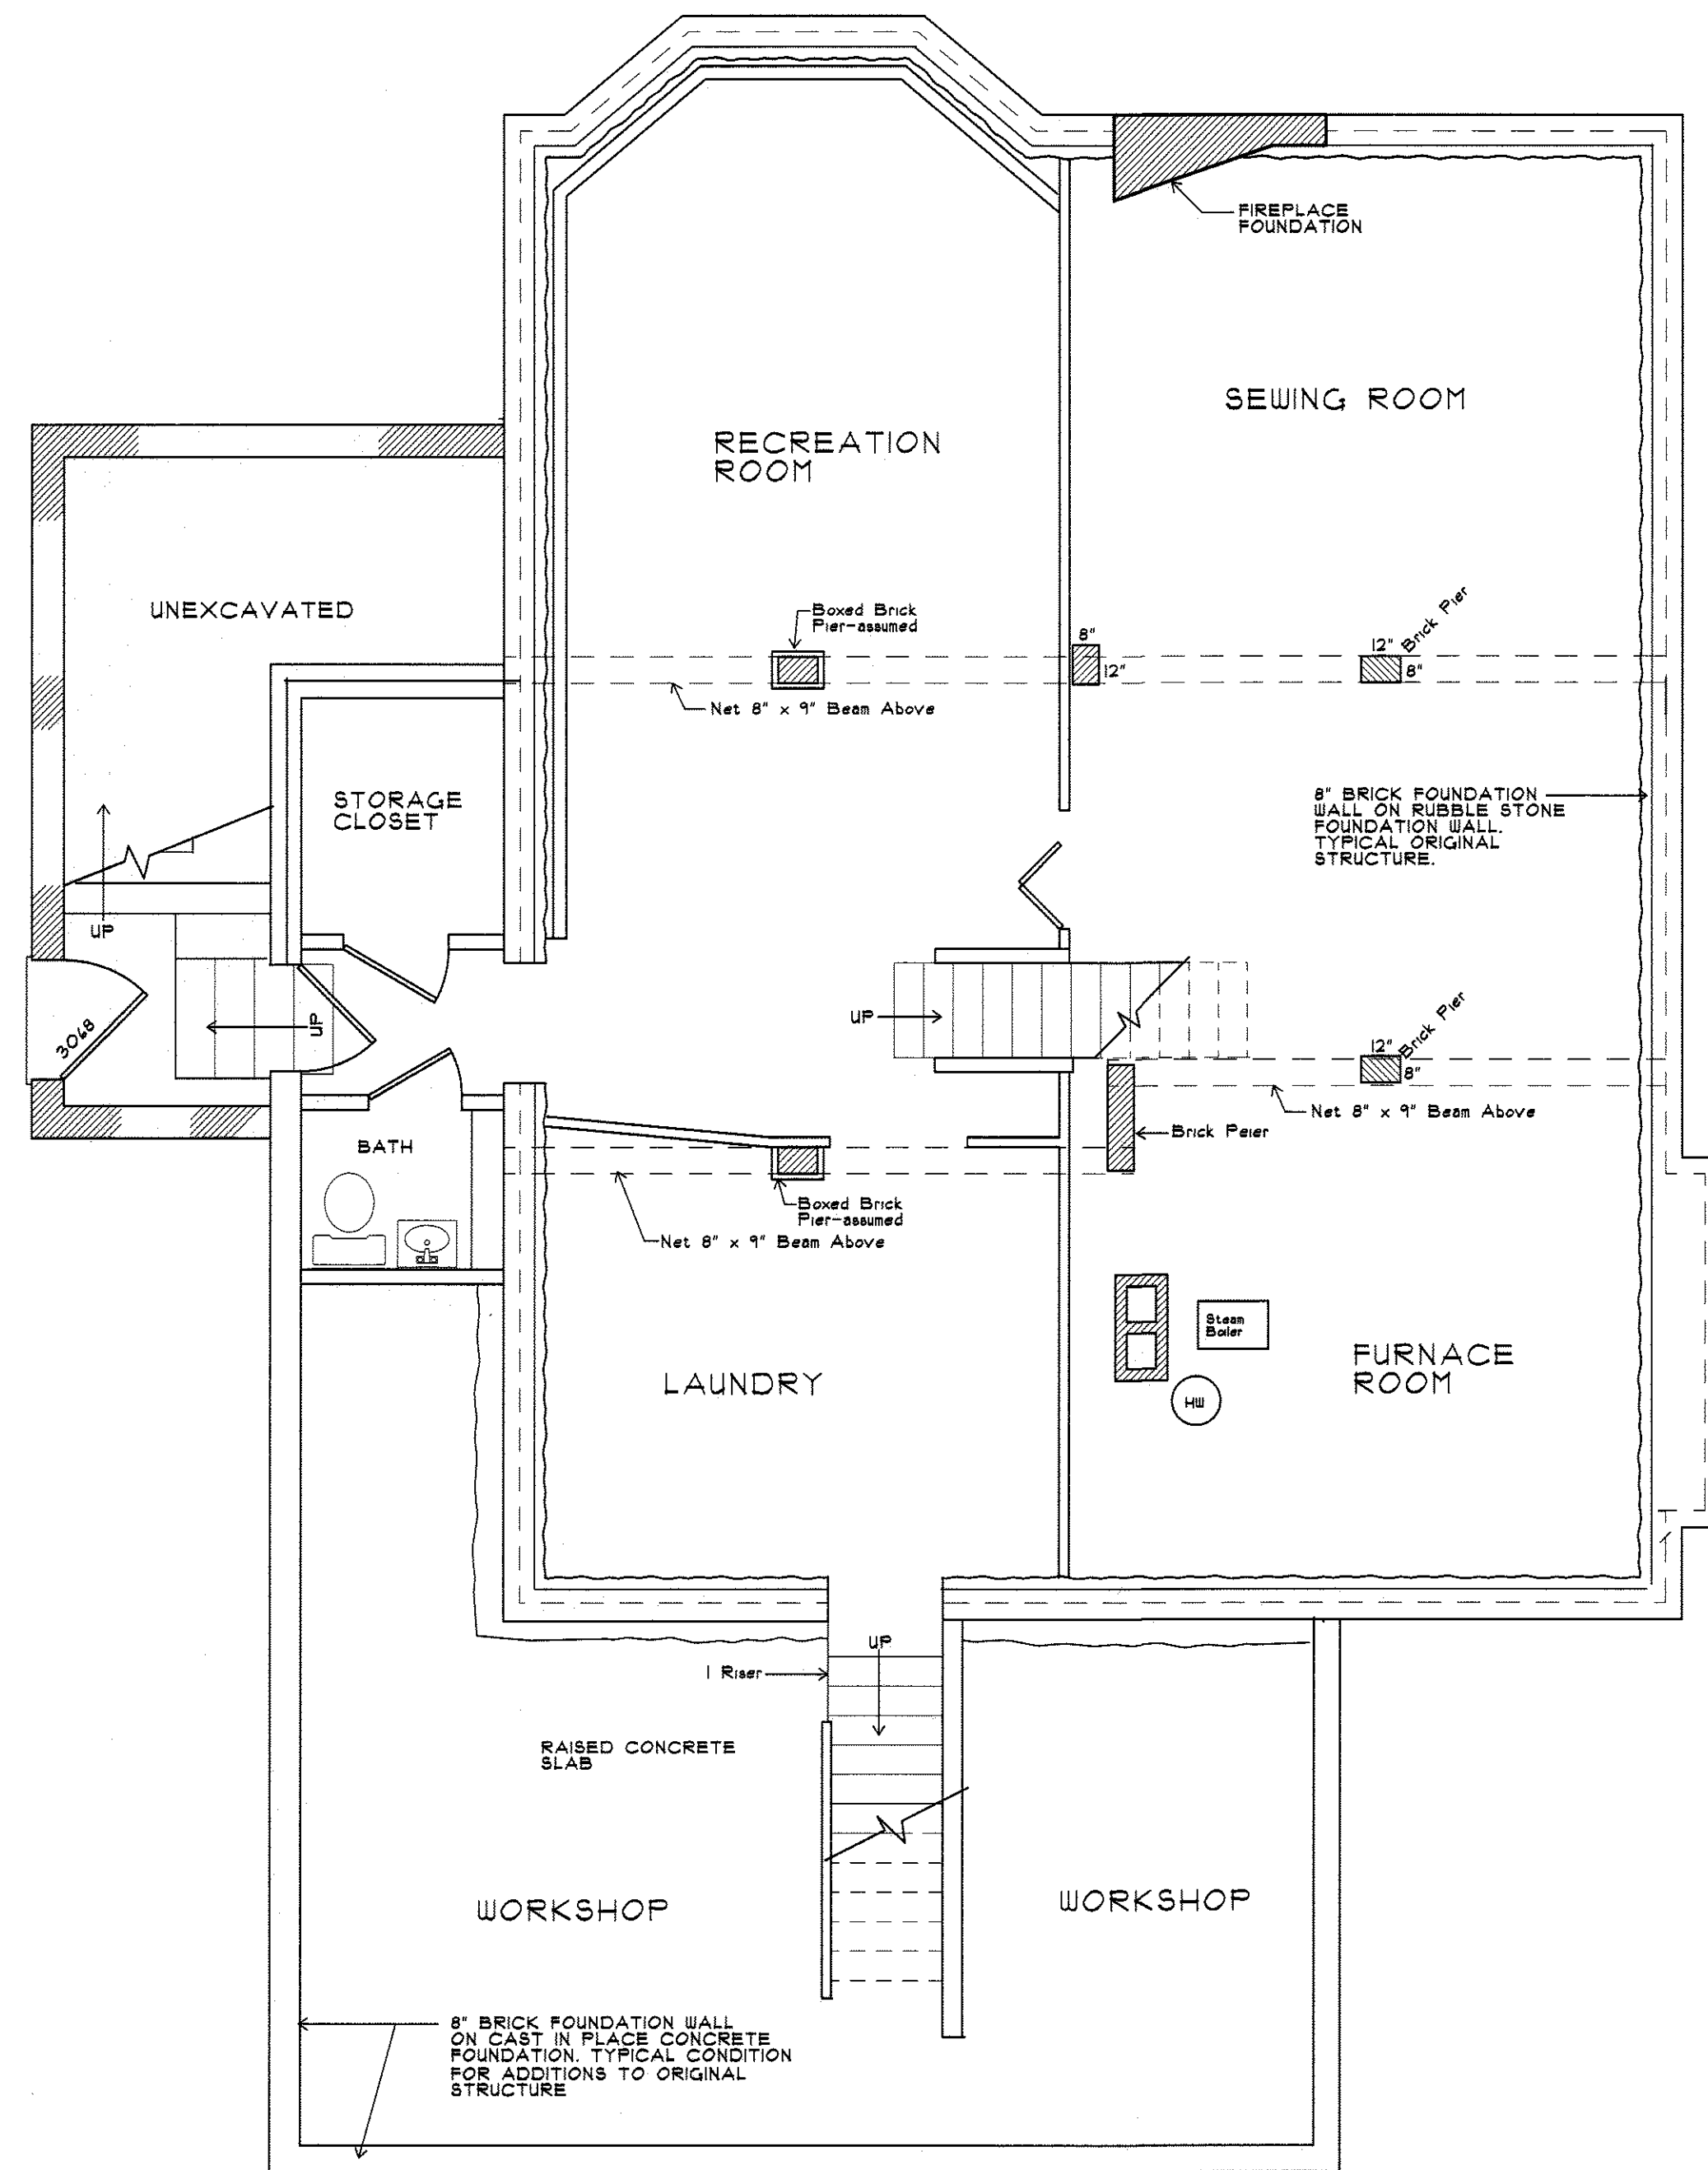 FIREPLACE
FOUNDATION
SEWING ROOM
RECREATION
ROOM
UNEXCAVATED
Boxed Brick
Pier-assumed
8"
12"
12"
8"
Brick Pier
Net 8" x 9" Beam Above
STORAGE
CLOSET
8" BRICK FOUNDATION
WALL ON RUBBLE STONE
FOUNDATION WALL.
TYPICAL ORIGINAL
STRUCTURE.
UP
3068
UP
UP
12"
8"
Brick Pier
Net 8" x 9" Beam Above
Brick Peier
BATH
Boxed Brick
Pier-assumed
Net 8" x 9" Beam Above
Steam
Boiler
HW
FURNACE
ROOM
LAUNDRY
UP
1 Riser
RAISED CONCRETE
SLAB
WORKSHOP
WORKSHOP
8" BRICK FOUNDATION WALL
ON CAST IN PLACE CONCRETE
FOUNDATION. TYPICAL CONDITION
FOR ADDITIONS TO ORIGINAL
STRUCTURE